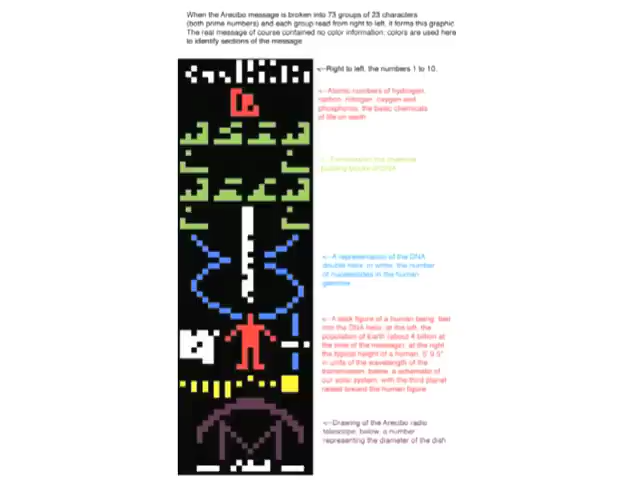 When the Arecibo message is broken into 73 groups of 23 characters
(both prime numbers) and each group read from right to left, it forms this graphic.
The real message of course contained no color information: colors are used here
to identify sections of the message
<--Right to left, the numbers 1 to 10.
<--Atomic numbers of hydrogen,
carbon, nitrogen, oxygen and
phosphorus, the basic chemicals
of life on earth
building blocks of DNA
<--A representation of the DNA
double helix; in white, the number
of nucleotides in the human
genome
<--A stick figure of a human being, feet
into the DNA helix; at the left, the
population of Earth (about 4 billion at
the time of the message), at the right
the typical height of a human, 5' 9.5"
in units of the wavelength of the
transmission; below, a schematic of
our solar system, with the third planet
raised toward the human figure
<--Drawing of the Arecibo radio
telescope; below, a number
representing the diameter of the dish